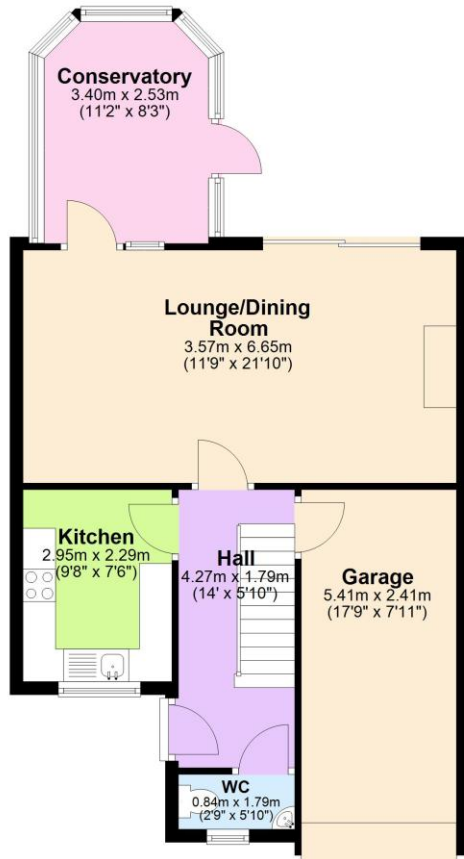 Conservatory
3.40m x 2.53m
(11'2" x 8'3")
Lounge/Dining
Room
3.57m x 6.65m
(11'9" x 21'10")
Kitchen
2.95m x 2.29m
(9'8" x 7'6")
Hall
4.27m x 1.79m
(14' x 5'10")
Garage
5.41m x 2.41m
(17'9" x 7'11")
WC
0.84m x 1.79m
(2'9" x 5'10")